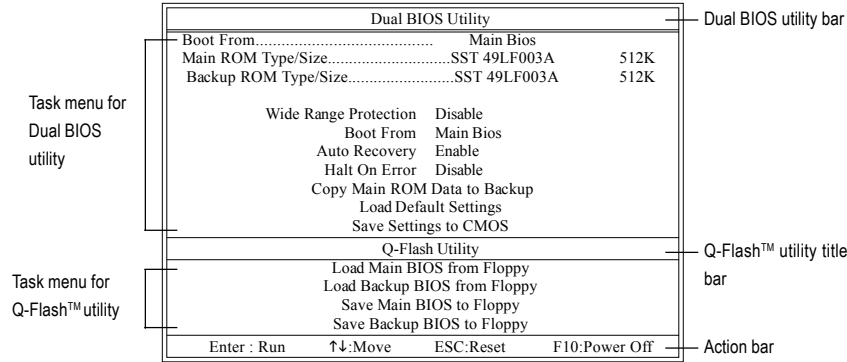 Dual BIOS Utility
Dual BIOS utility bar
Boot From......................................... Main Bios
Main ROM Type/Size............................SST 49LF003A 512K
Backup ROM Type/Size........................SST 49LF003A 512K
Task menu for
Dual BIOS
utility
Wide Range Protection Disable
Boot From Main Bios
Auto Recovery Enable
Halt On Error Disable
Copy Main ROM Data to Backup
Load Default Settings
Save Settings to CMOS
Q-Flash Utility
Q-Flash™ utility title
bar
Task menu for
Q-Flash™ utility
Load Main BIOS from Floppy
Load Backup BIOS from Floppy
Save Main BIOS to Floppy
Save Backup BIOS to Floppy
Enter : Run ↑↓:Move ESC:Reset F10:Power Off
Action bar